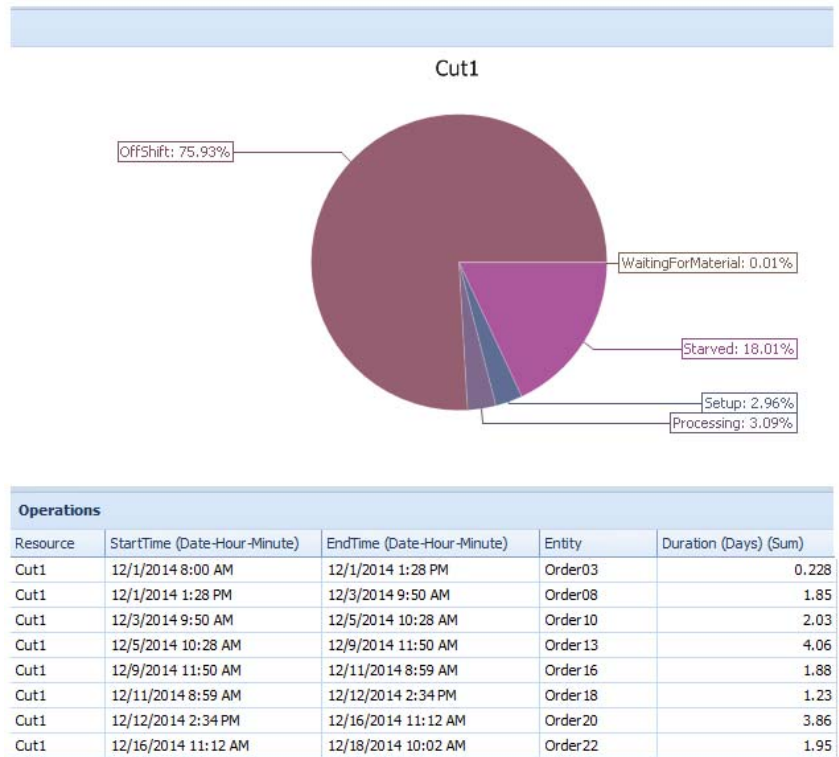 Cut1
OffShift: 75.93%
WaitingForMaterial: 0.01%
Starved: 18.01%
Setup: 2.96%
Processing: 3.09%
Operations
Resource StartTime (Date-Hour-Minute) EndTime (Date-Hour-Minute) Entity Duration (Days) (Sum)
Cut1 12/1/2014 8:00 AM 12/1/2014 1:28 PM Order03 0.228
Cut1 12/1/2014 1:28 PM 12/3/2014 9:50 AM Order08 1.85
Cut1 12/3/2014 9:50 AM 12/5/2014 10:28 AM Order10 2.03
Cut1 12/5/2014 10:28 AM 12/9/2014 11:50 AM Order13 4.06
Cut1 12/9/2014 11:50 AM 12/11/2014 8:59 AM Order16 1.88
Cut1 12/11/2014 8:59 AM 12/12/2014 2:34 PM Order18 1.23
Cut1 12/12/2014 2:34 PM 12/16/2014 11:12 AM Order20 3.86
Cut1 12/16/2014 11:12 AM 12/18/2014 10:02 AM Order22 1.95